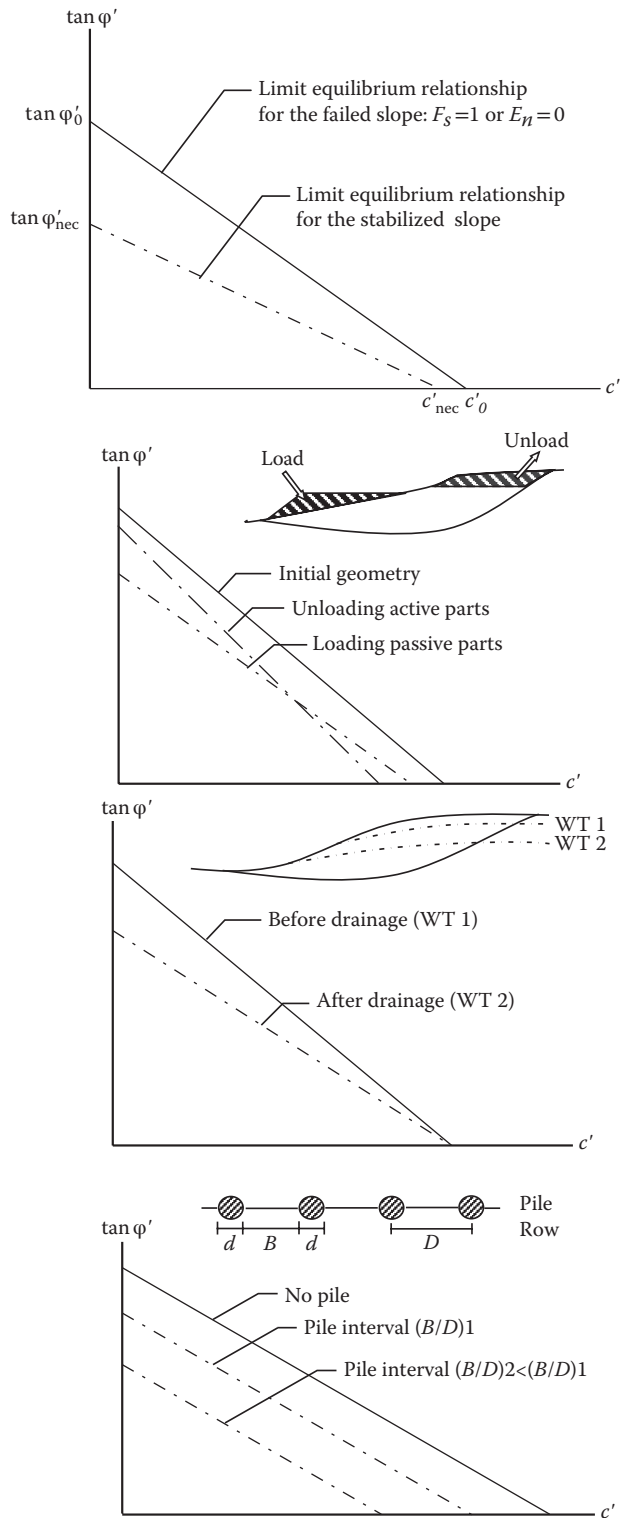 tan φ′
tan φ′0
Limit equilibrium relationship
for the failed slope: Fs=1 or En=0
Limit equilibrium relationship
for the stabilized slope
tan φ′nec
c′
c′nec c′0
tan φ′
Load
Unload
Initial geometry
Unloading active parts
Loading passive parts
c′
tan φ′
WT 1
WT 2
Before drainage (WT 1)
After drainage (WT 2)
c′
Pile
Row
d B d D
tan φ′
No pile
Pile interval (B/D)1
Pile interval (B/D)2<(B/D)1
c′